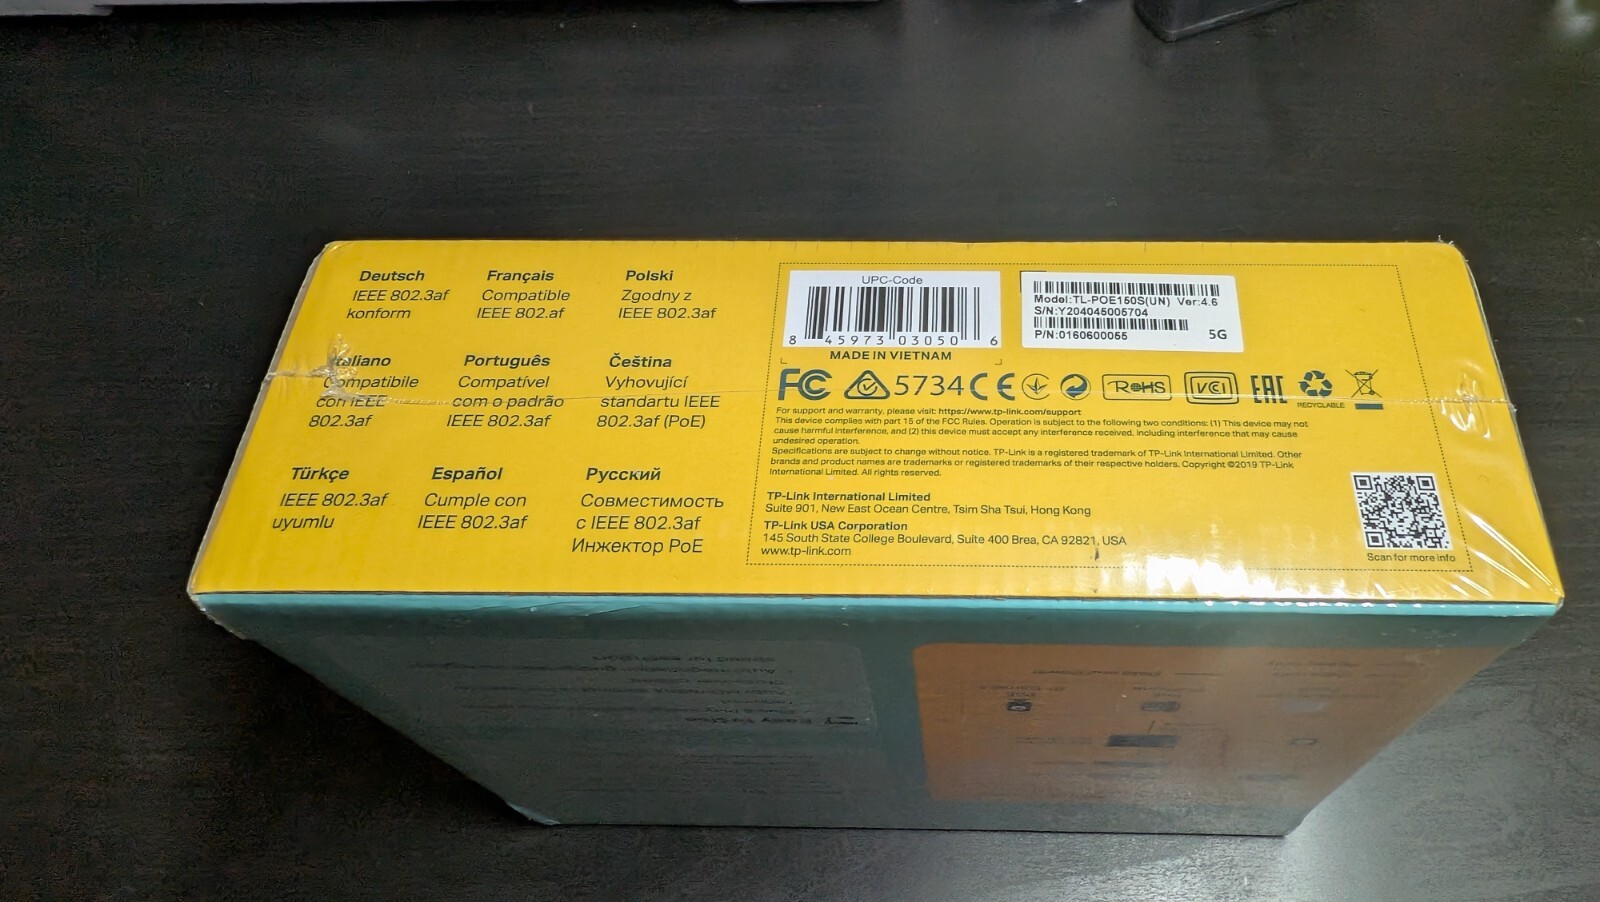 Deutsch
IEEE 802.3af
konform
Français
Compatible
IEEE 802.af
Polski
Zgodny z
IEEE 802.3af
Italiano
Compatibile
con IEEE
802.3af
Português
Compatível
com o padrão
IEEE 802.3af
Čeština
Vyhovující
standartu IEEE
802.3af (PoE)
Türkçe
IEEE 802.3af
uyumlu
Español
Cumple con
IEEE 802.3af
Русский
Совместимость
с IEEE 802.3af
Инжектор PoE
UPC-Code
8 45973 03050 6
MADE IN VIETNAM
Model:TL-POE150S(UN) Ver:4.6
S/N:Y204045005704
P/N:0160600055
5G
FC 5734 CE RoHS VCCI EAC
RECYCLABLE
For support and warranty, please visit: https://www.tp-link.com/support
This device complies with part 15 of the FCC Rules. Operation is subject to the following two conditions: (1) This device may not
cause harmful interference, and (2) this device must accept any interference received, including interference that may cause
undesired operation.
Specifications are subject to change without notice. TP-Link is a registered trademark of TP-Link International Limited. Other
brands and product names are trademarks or registered trademarks of their respective holders. Copyright ©2019 TP-Link
International Limited. All rights reserved.
TP-Link International Limited
Suite 901, New East Ocean Centre, Tsim Sha Tsui, Hong Kong
TP-Link USA Corporation
145 South State College Boulevard, Suite 400 Brea, CA 92821, USA
www.tp-link.com
Scan for more info